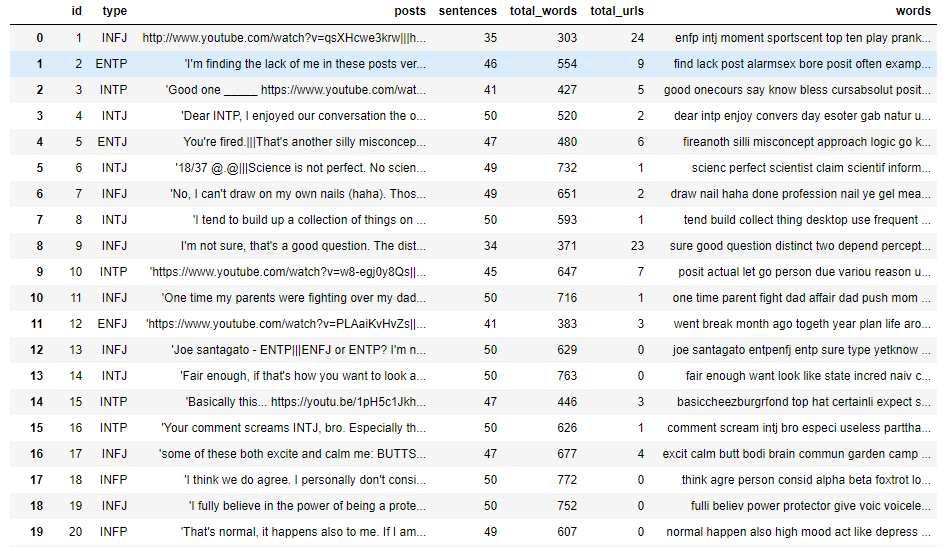 id type posts sentences total_words total_urls words
0 1 INFJ http://www.youtube.com/watch?v=qsXHcwe3krw|||h... 35 303 24 enfp intj moment sportscent top ten play prank...
1 2 ENTP 'I'm finding the lack of me in these posts ver... 46 554 9 find lack post alarmsex bore posit often examp...
2 3 INTP 'Good one _____ https://www.youtube.com/wat... 41 427 5 good onecours say know bless cursabsolut posit...
3 4 INTJ 'Dear INTP, I enjoyed our conversation the o... 50 520 2 dear intp enjoy convers day esoter gab natur u...
4 5 ENTJ You're fired.|||That's another silly misconcep... 47 480 6 fireanoth silli misconcept approach logic go k...
5 6 INTJ '18/37 @.@|||Science is not perfect. No scien... 49 732 1 scienc perfect scientist claim scientif inform...
6 7 INFJ 'No, I can't draw on my own nails (haha). Thos... 49 651 2 draw nail haha done profession nail ye gel mea...
7 8 INTJ 'I tend to build up a collection of things on ... 50 593 1 tend build collect thing desktop use frequent ...
8 9 INFJ I'm not sure, that's a good question. The dist... 34 371 23 sure good question distinct two depend percept...
9 10 INTP 'https://www.youtube.com/watch?v=w8-egj0y8Qs||... 45 647 7 posit actual let go person due variou reason u...
10 11 INFJ 'One time my parents were fighting over my dad... 50 716 1 one time parent fight dad affair dad push mom ...
11 12 ENFJ 'https://www.youtube.com/watch?v=PLAaiKvHvZs||... 41 383 3 went break month ago togeth year plan life aro...
12 13 INFJ 'Joe santagato - ENTP|||ENFJ or ENTP? I'm n... 50 629 0 joe santagato entpenfj entp sure type yetknow ...
13 14 INTJ 'Fair enough, if that's how you want to look a... 50 763 0 fair enough want look like state incred naiv c...
14 15 INTP 'Basically this... https://youtu.be/1pH5c1Jkh... 47 446 3 basiccheezburgrfond top hat certainli expect s...
15 16 INTP 'Your comment screams INTJ, bro. Especially th... 50 626 1 comment scream intj bro especi useless parttha...
16 17 INFJ 'some of these both excite and calm me: BUTTS... 47 677 4 excit calm butt bodi brain commun garden camp ...
17 18 INFP 'I think we do agree. I personally don't consi... 50 772 0 think agre person consid alpha beta foxtrot lo...
18 19 INFJ 'I fully believe in the power of being a prote... 50 752 0 fulli believ power protector give voic voicele...
19 20 INFP 'That's normal, it happens also to me. If I am... 49 607 0 normal happen also high mood act like depress ...